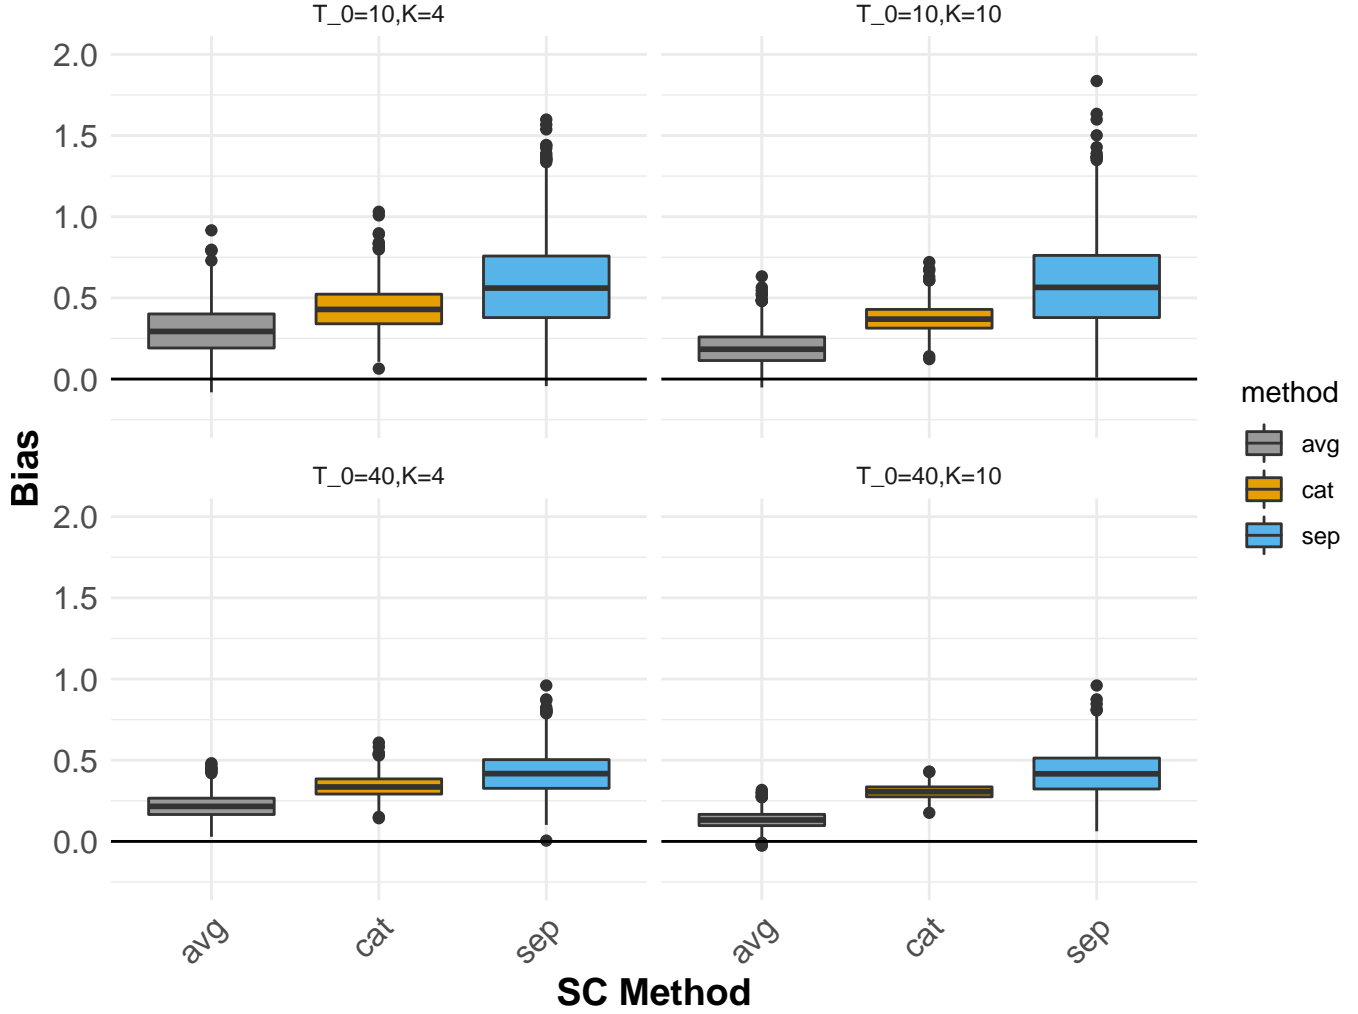 T_0=10,K=4
T_0=10,K=10
2.0
1.5
1.0
0.5
0.0
T_0=40,K=4
T_0=40,K=10
2.0
1.5
1.0
0.5
0.0
Bias
avg
cat
sep
avg
cat
sep
SC Method
method
avg
cat
sep